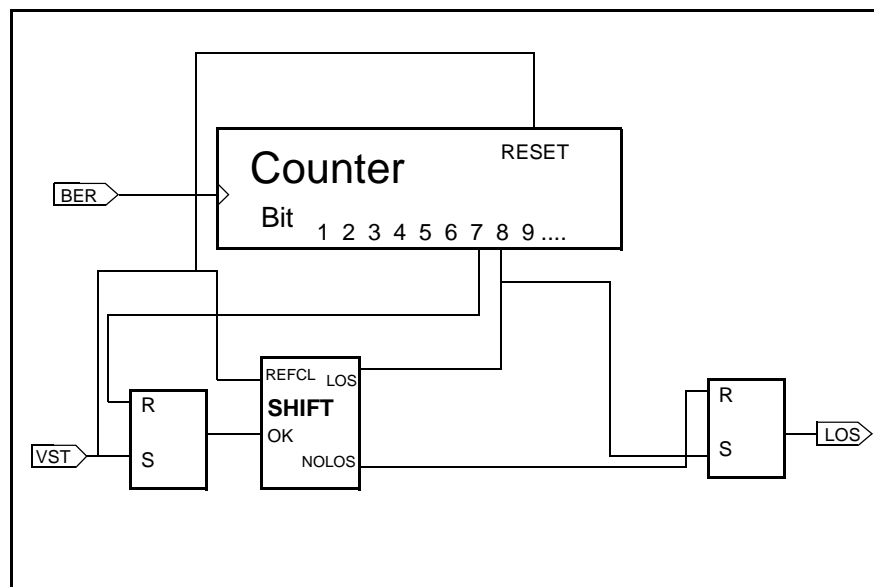 RESET
Counter
BER
Bit
1 2 3 4 5 6 7 8 9 ....
REFCL
LOS
SHIFT
OK
NOLOS
R
S
VST
R
S
LOS